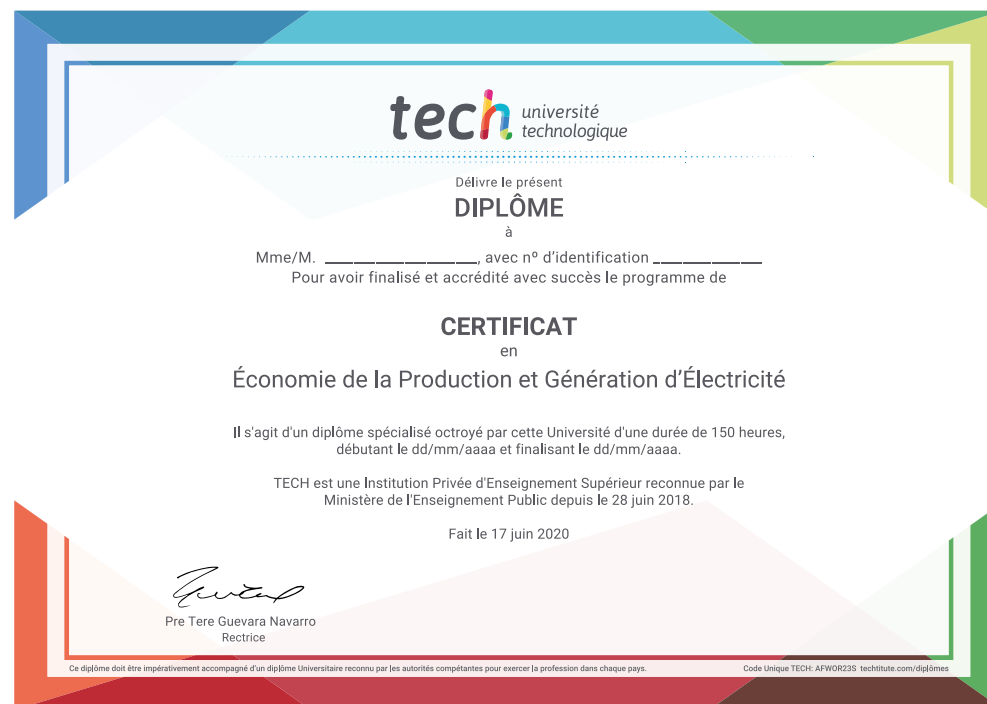 tech université
technologique
Délivre le présent
DIPLÔME
à
Mme/M. ____________________, avec nº d'identification ______________
Pour avoir finalisé et accrédité avec succès le programme de
CERTIFICAT
en
Économie de la Production et Génération d'Électricité
Il s'agit d'un diplôme spécialisé octroyé par cette Université d'une durée de 150 heures,
débutant le dd/mm/aaaa et finalisant le dd/mm/aaaa.
TECH est une Institution Privée d'Enseignement Supérieur reconnue par le
Ministère de l'Enseignement Public depuis le 28 juin 2018.
Fait le 17 juin 2020
Pre Tere Guevara Navarro
Rectrice
Ce diplôme doit être impérativement accompagné d'un diplôme Universitaire reconnu par les autorités compétentes pour exercer la profession dans chaque pays.
Code Unique TECH: AFWOR23S techtitute.com/diplômes